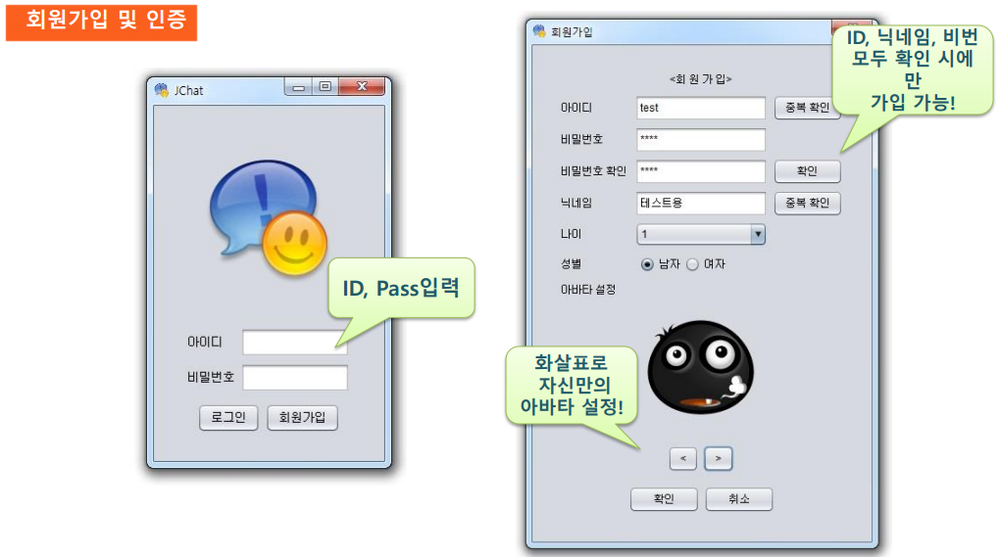 회원가입 및 인증
JChat
ID, Pass입력
아이디
비밀번호
로그인 회원가입
회원가입
ID, 닉네임, 비번
모두 확인 시에
만
가입 가능!
<회 원 가 입>
아이디 test 중복 확인
비밀번호 ****
비밀번호 확인 **** 확인
닉네임 테스트용 중복 확인
나이 1
성별 남자 여자
아바타 설정
화살표로
자신만의
아바타 설정!
< >
확인 취소